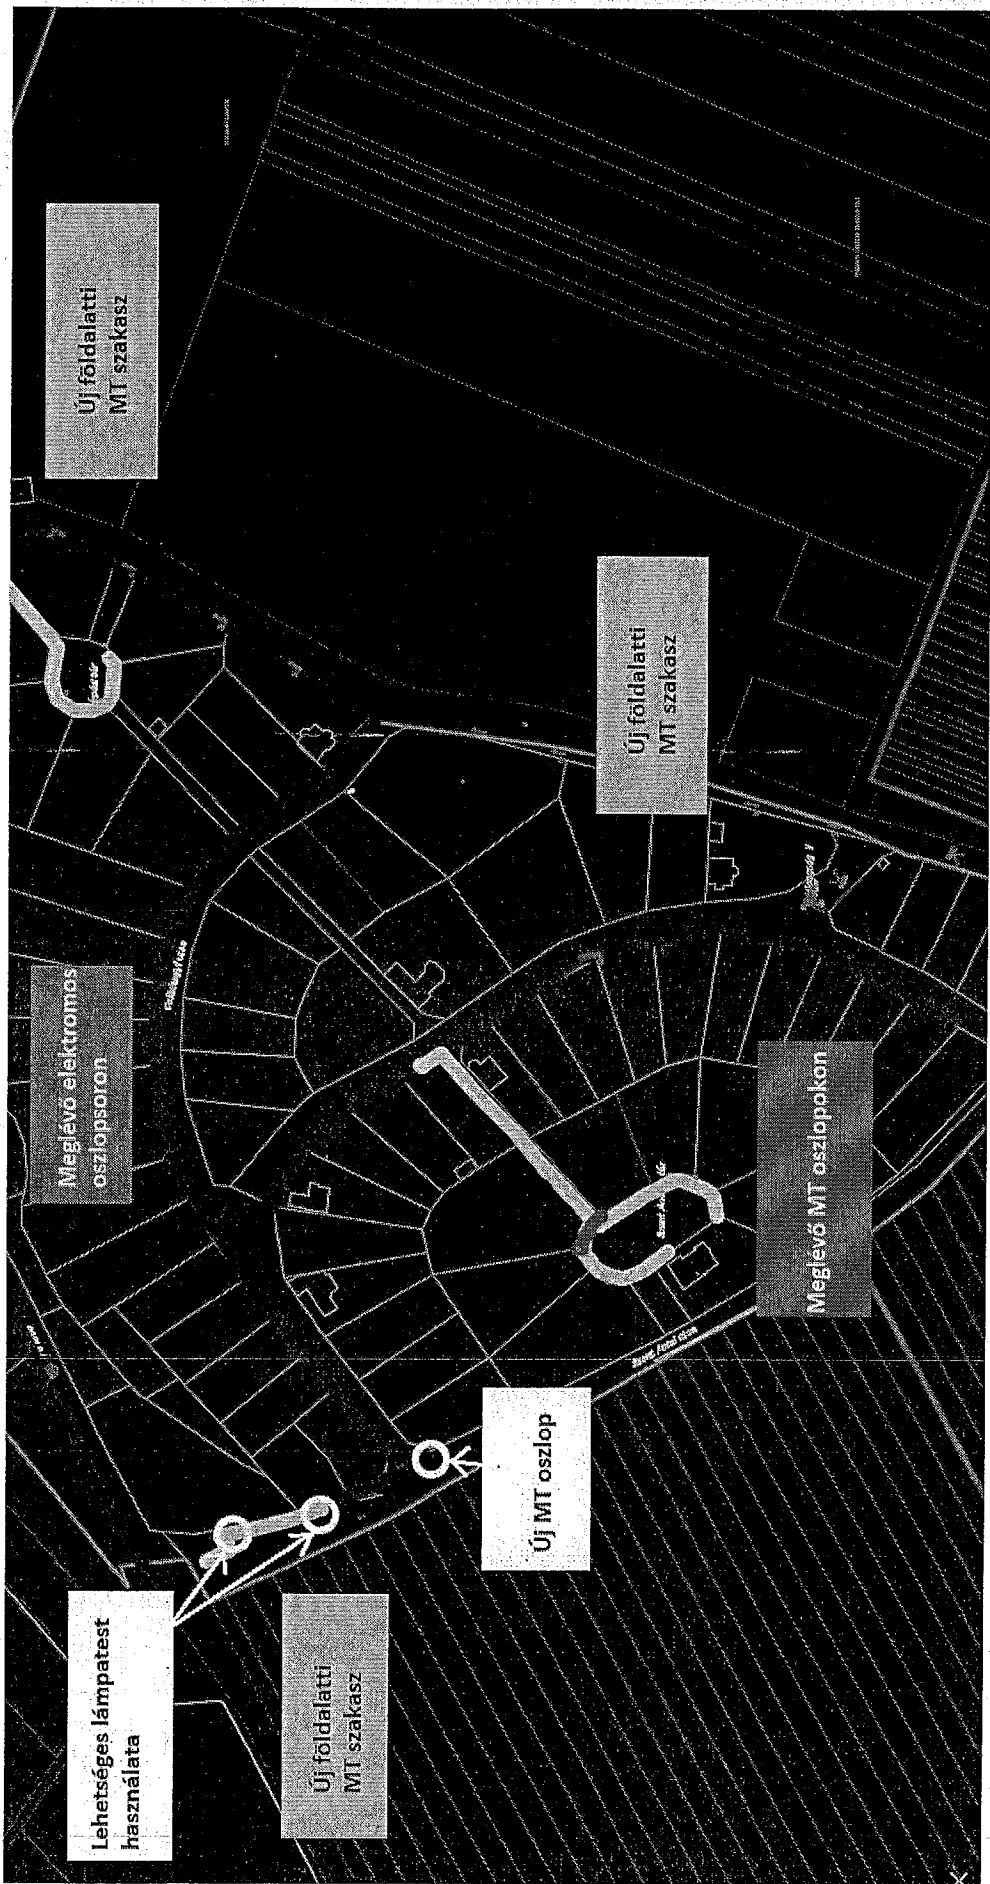 Új földalatti
MT szakasz
Új földalatti
MT szakasz
Meglévő elektromos
oszlopsoron
Meglévő MT oszlopokon
Új MT oszlop
Lehetséges lámpatest
használata
Új földalatti
MT szakasz